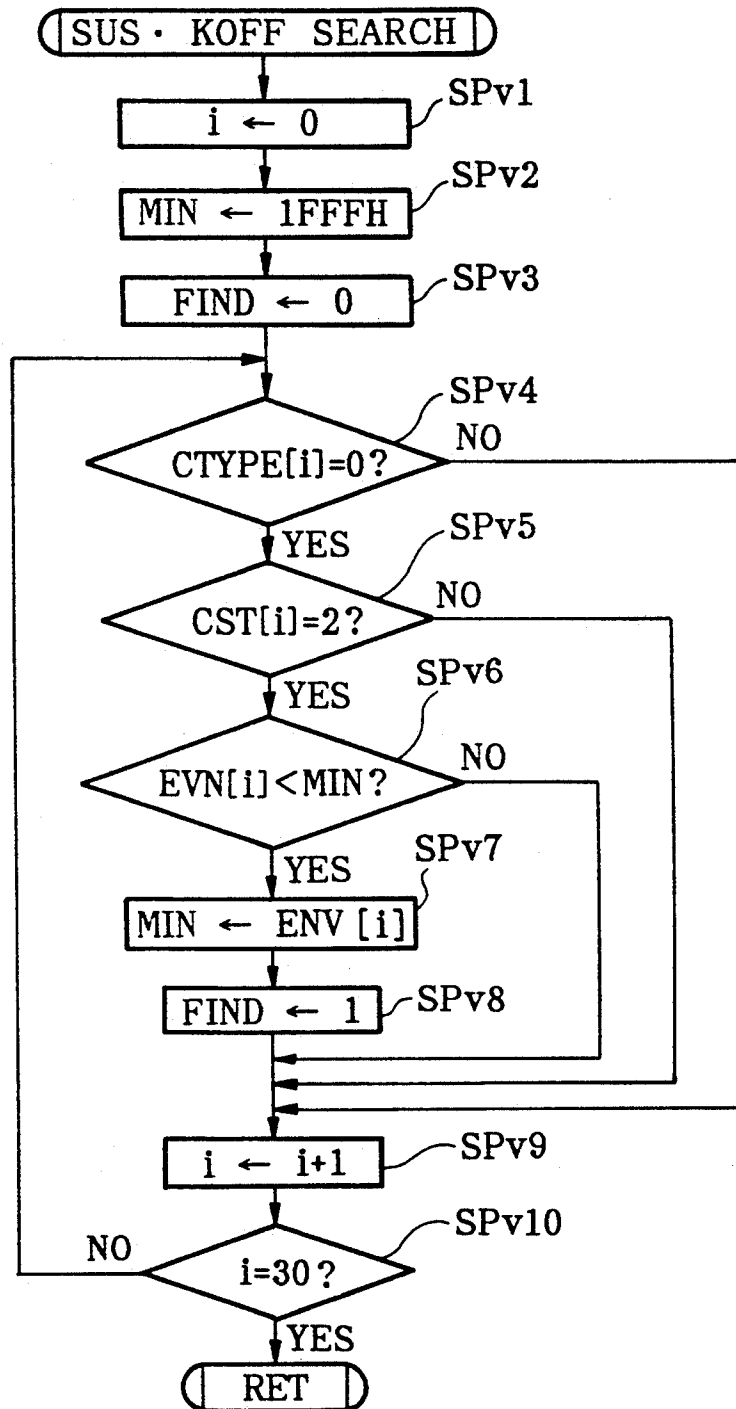 SUS· KOFF SEARCH
SPv1
i ← 0
SPv2
MIN ← 1FFFH
SPv3
FIND ← 0
SPv4
CTYPE[i]=0?
NO
YES
SPv5
CST[i]=2?
NO
YES
SPv6
EVN[i]<MIN?
NO
YES
SPv7
MIN ← ENV[i]
FIND ← 1
SPv8
i ← i+1
SPv9
SPv10
NO
i=30?
YES
RET